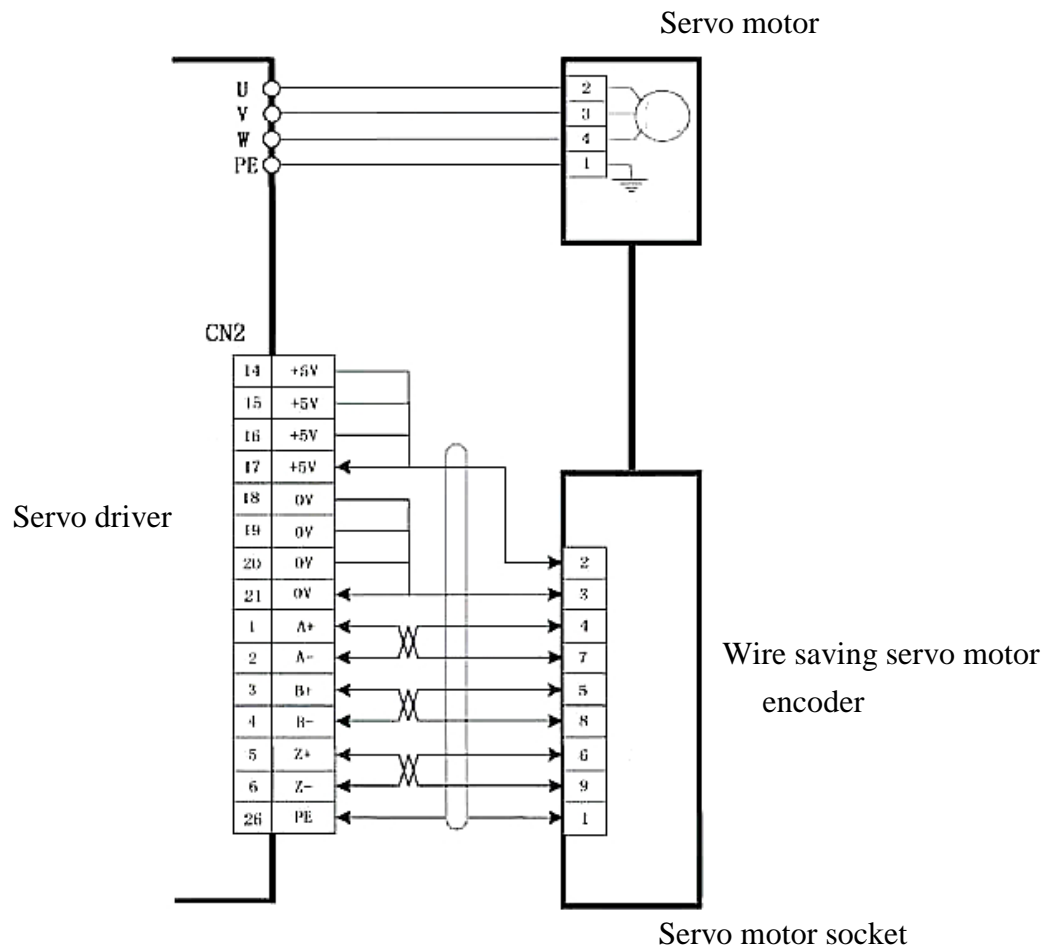 Servo motor
U
2
V
3
W
4
PE
1
CN2
14 +5V
15 +5V
16 +5V
17 +5V
18 0V
Servo driver
19 0V
20 0V
2
21 0V
3
1 A+
4
2 A-
7
Wire saving servo motor
encoder
3 B+
5
4 B-
8
5 Z+
6
6 Z-
9
26 PE
1
Servo motor socket